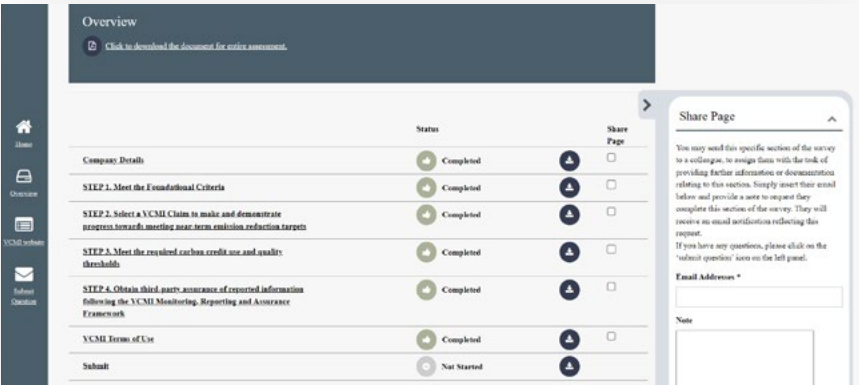 Overview
Click to download the document for entire assessment.
Home
Overview
VCMI website
Submit
Question
Status
Share
Page
Company Details
Completed
STEP 1. Meet the Foundational Criteria
Completed
STEP 2. Select a VCMI Claim to make and demonstrate
progress towards meeting near-term emission reduction targets
Completed
STEP 3. Meet the required carbon credit use and quality
thresholds
Completed
STEP 4. Obtain third-party assurance of reported information
following the VCMI Monitoring, Reporting and Assurance
Framework
Completed
VCMI Terms of Use
Completed
Submit
Not Started
Share Page
You may send this specific section of the survey
to a colleague, to assign them with the task of
providing further information or documentation
relating to this section. Simply insert their email
below and provide a note to request they
complete this section of the survey. They will
receive an email notification reflecting this
request.
If you have any questions, please click on the
'submit question' icon on the left panel.
Email Addresses *
Note